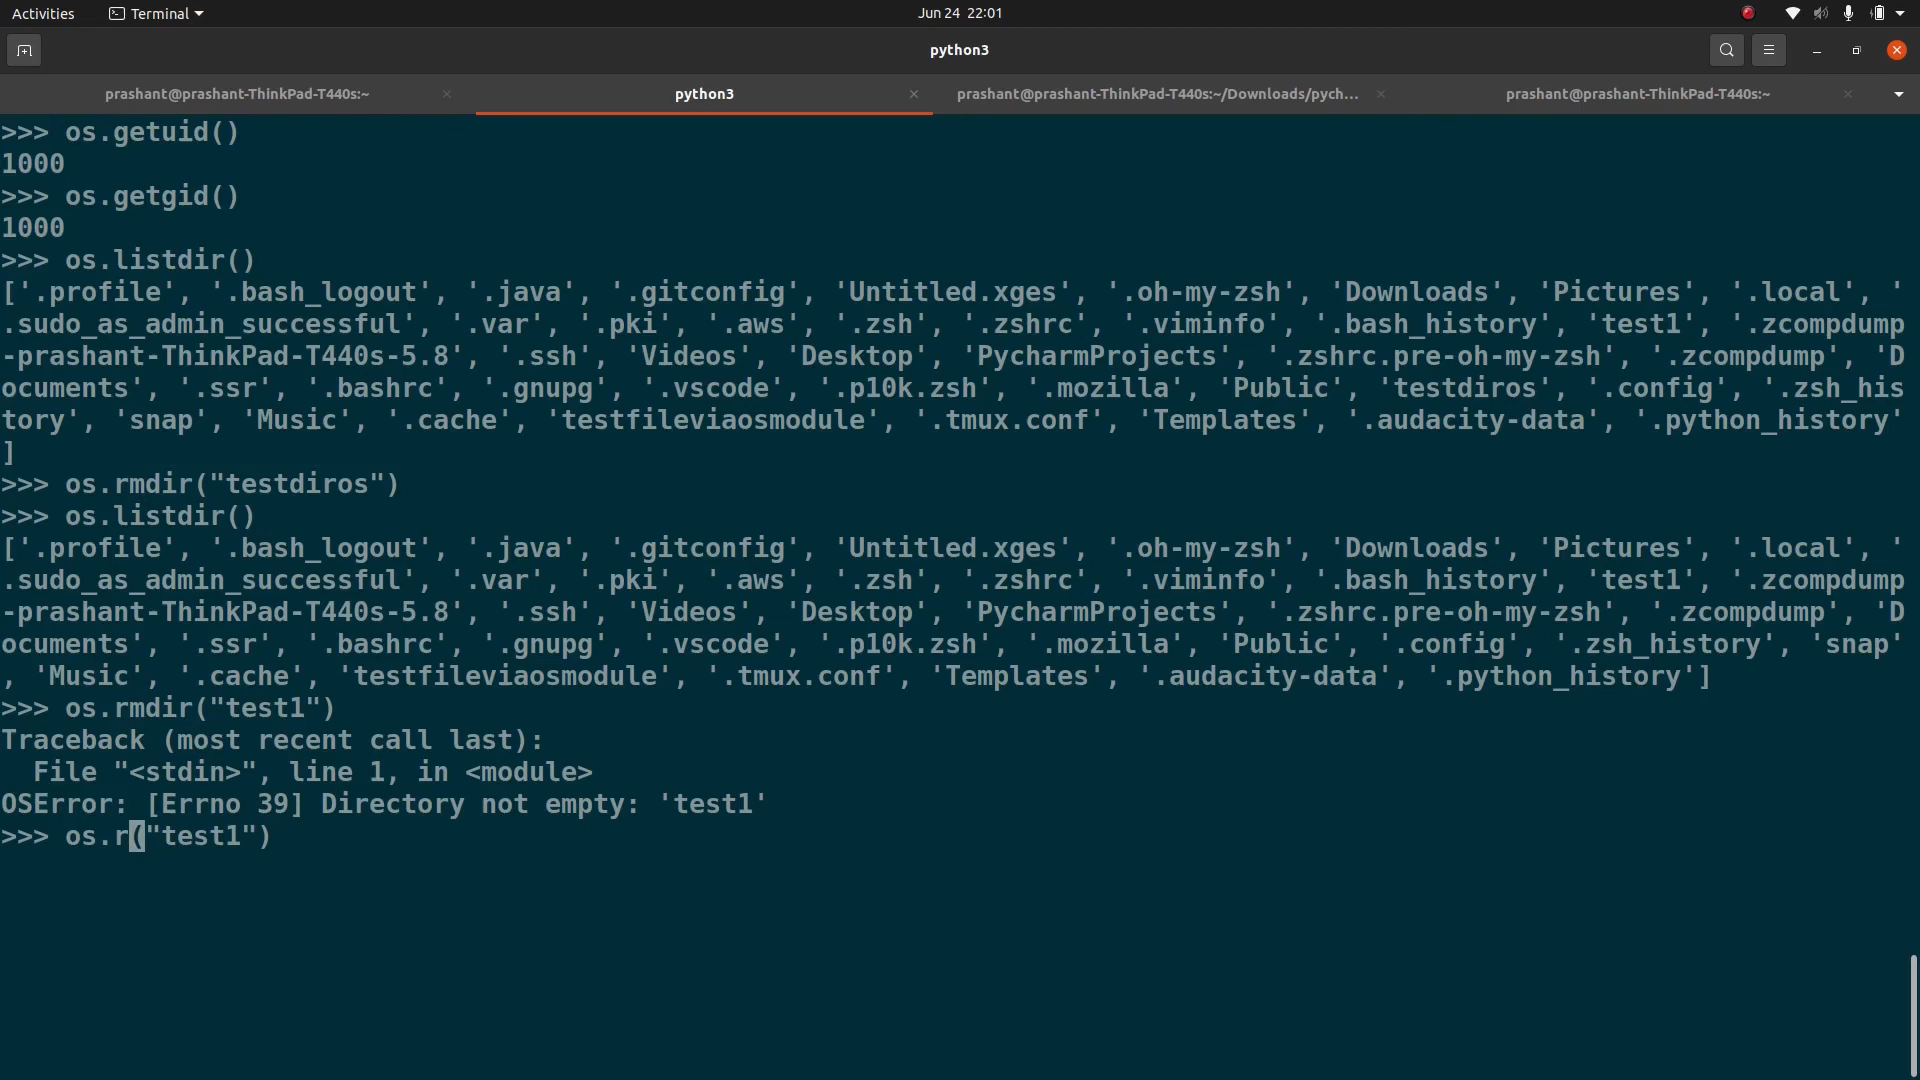 Activities Terminal Jun 24 22:01
python3
prashant@prashant-ThinkPad-T440s:~ python3 prashant@prashant-ThinkPad-T440s:~/Downloads/pych... prashant@prashant-ThinkPad-T440s:~
>>> os.getuid()
1000
>>> os.getgid()
1000
>>> os.listdir()
['.profile', '.bash_logout', '.java', '.gitconfig', 'Untitled.xges', '.oh-my-zsh', 'Downloads', 'Pictures', '.local', '
.sudo_as_admin_successful', '.var', '.pki', '.aws', '.zsh', '.zshrc', '.viminfo', '.bash_history', 'test1', '.zcompdump
-prashant-ThinkPad-T440s-5.8', '.ssh', 'Videos', 'Desktop', 'PycharmProjects', '.zshrc.pre-oh-my-zsh', '.zcompdump', 'D
ocuments', '.ssr', '.bashrc', '.gnupg', '.vscode', '.p10k.zsh', '.mozilla', 'Public', 'testdiros', '.config', '.zsh_his
tory', 'snap', 'Music', '.cache', 'testfileviaosmodule', '.tmux.conf', 'Templates', '.audacity-data', '.python_history'
]
>>> os.rmdir("testdiros")
>>> os.listdir()
['.profile', '.bash_logout', '.java', '.gitconfig', 'Untitled.xges', '.oh-my-zsh', 'Downloads', 'Pictures', '.local', '
.sudo_as_admin_successful', '.var', '.pki', '.aws', '.zsh', '.zshrc', '.viminfo', '.bash_history', 'test1', '.zcompdump
-prashant-ThinkPad-T440s-5.8', '.ssh', 'Videos', 'Desktop', 'PycharmProjects', '.zshrc.pre-oh-my-zsh', '.zcompdump', 'D
ocuments', '.ssr', '.bashrc', '.gnupg', '.vscode', '.p10k.zsh', '.mozilla', 'Public', '.config', '.zsh_history', 'snap'
, 'Music', '.cache', 'testfileviaosmodule', '.tmux.conf', 'Templates', '.audacity-data', '.python_history']
>>> os.rmdir("test1")
Traceback (most recent call last):
  File "<stdin>", line 1, in <module>
OSError: [Errno 39] Directory not empty: 'test1'
>>> os.r("test1")